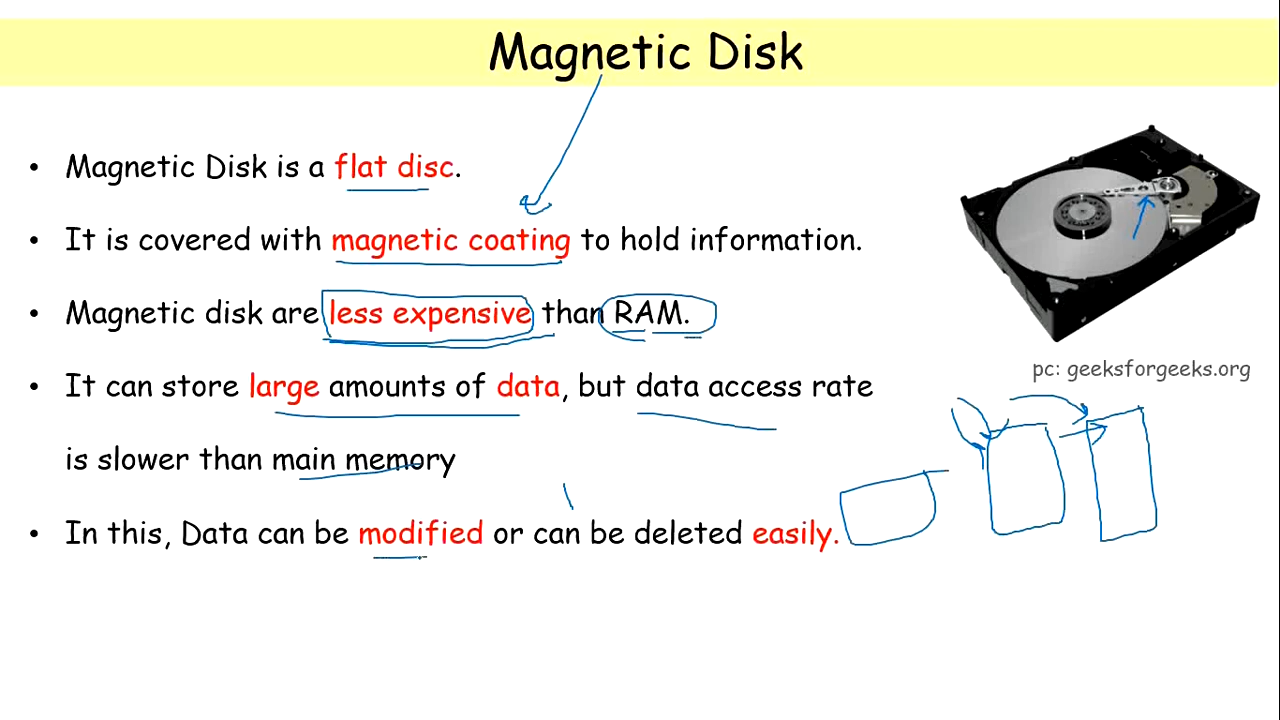 Magnetic Disk
• Magnetic Disk is a flat disc.
• It is covered with magnetic coating to hold information.
• Magnetic disk are less expensive than RAM.
• It can store large amounts of data, but data access rate
is slower than main memory
• In this, Data can be modified or can be deleted easily.
pc: geeksforgeeks.org